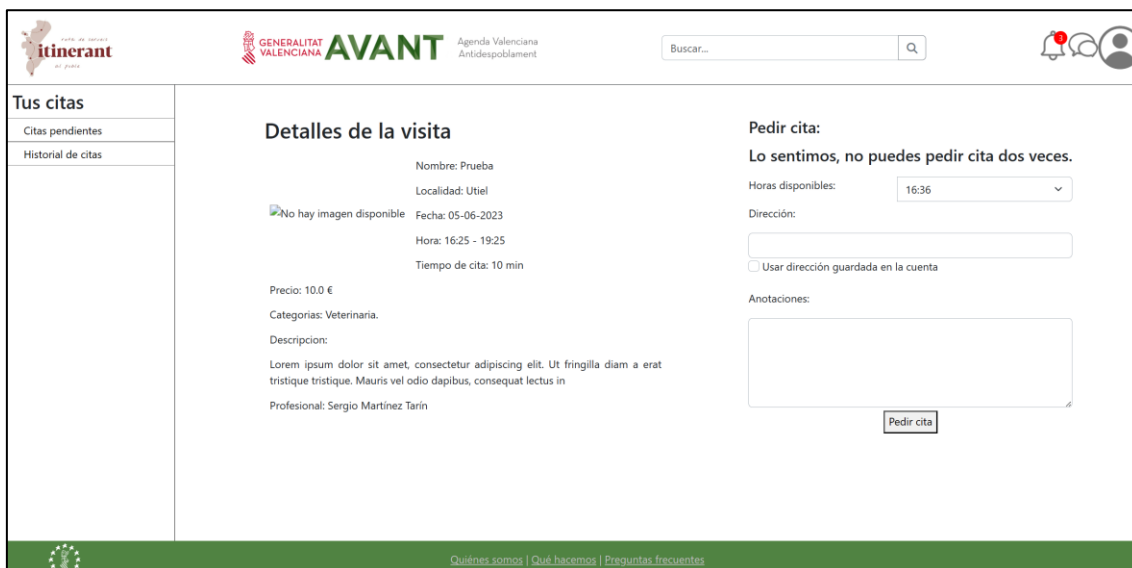 itinerant
al poble
GENERALITAT
VALENCIANA
AVANT
Agenda Valenciana
Antidespoblament
Buscar...
3
Tus citas
Citas pendientes
Historial de citas
Detalles de la visita
No hay imagen disponible
Nombre: Prueba
Localidad: Utiel
Fecha: 05-06-2023
Hora: 16:25 - 19:25
Tiempo de cita: 10 min
Precio: 10.0 €
Categorias: Veterinaria.
Descripcion:
Lorem ipsum dolor sit amet, consectetur adipiscing elit. Ut fringilla diam a erat
tristique tristique. Mauris vel odio dapibus, consequat lectus in
Profesional: Sergio Martínez Tarín
Pedir cita:
Lo sentimos, no puedes pedir cita dos veces.
Horas disponibles:
16:36
Dirección:
Usar dirección guardada en la cuenta
Anotaciones:
Pedir cita
Quiénes somos | Qué hacemos | Preguntas frecuentes